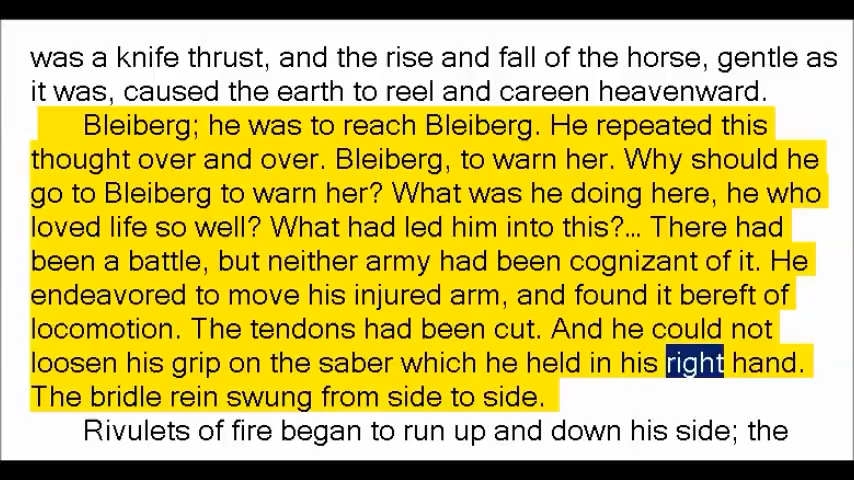 was a knife thrust, and the rise and fall of the horse, gentle as
it was, caused the earth to reel and careen heavenward.
Bleiberg; he was to reach Bleiberg. He repeated this
thought over and over. Bleiberg, to warn her. Why should he
go to Bleiberg to warn her? What was he doing here, he who
loved life so well? What had led him into this?... There had
been a battle, but neither army had been cognizant of it. He
endeavored to move his injured arm, and found it bereft of
locomotion. The tendons had been cut. And he could not
loosen his grip on the saber which he held in his right hand.
The bridle rein swung from side to side.
Rivulets of fire began to run up and down his side; the